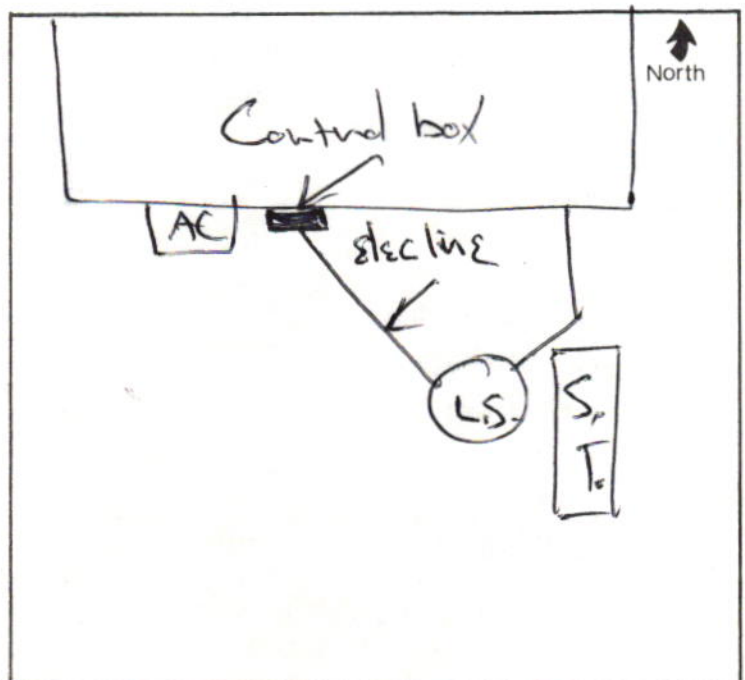 North
Control box
AC
Elec line
L.S.
S.
T.